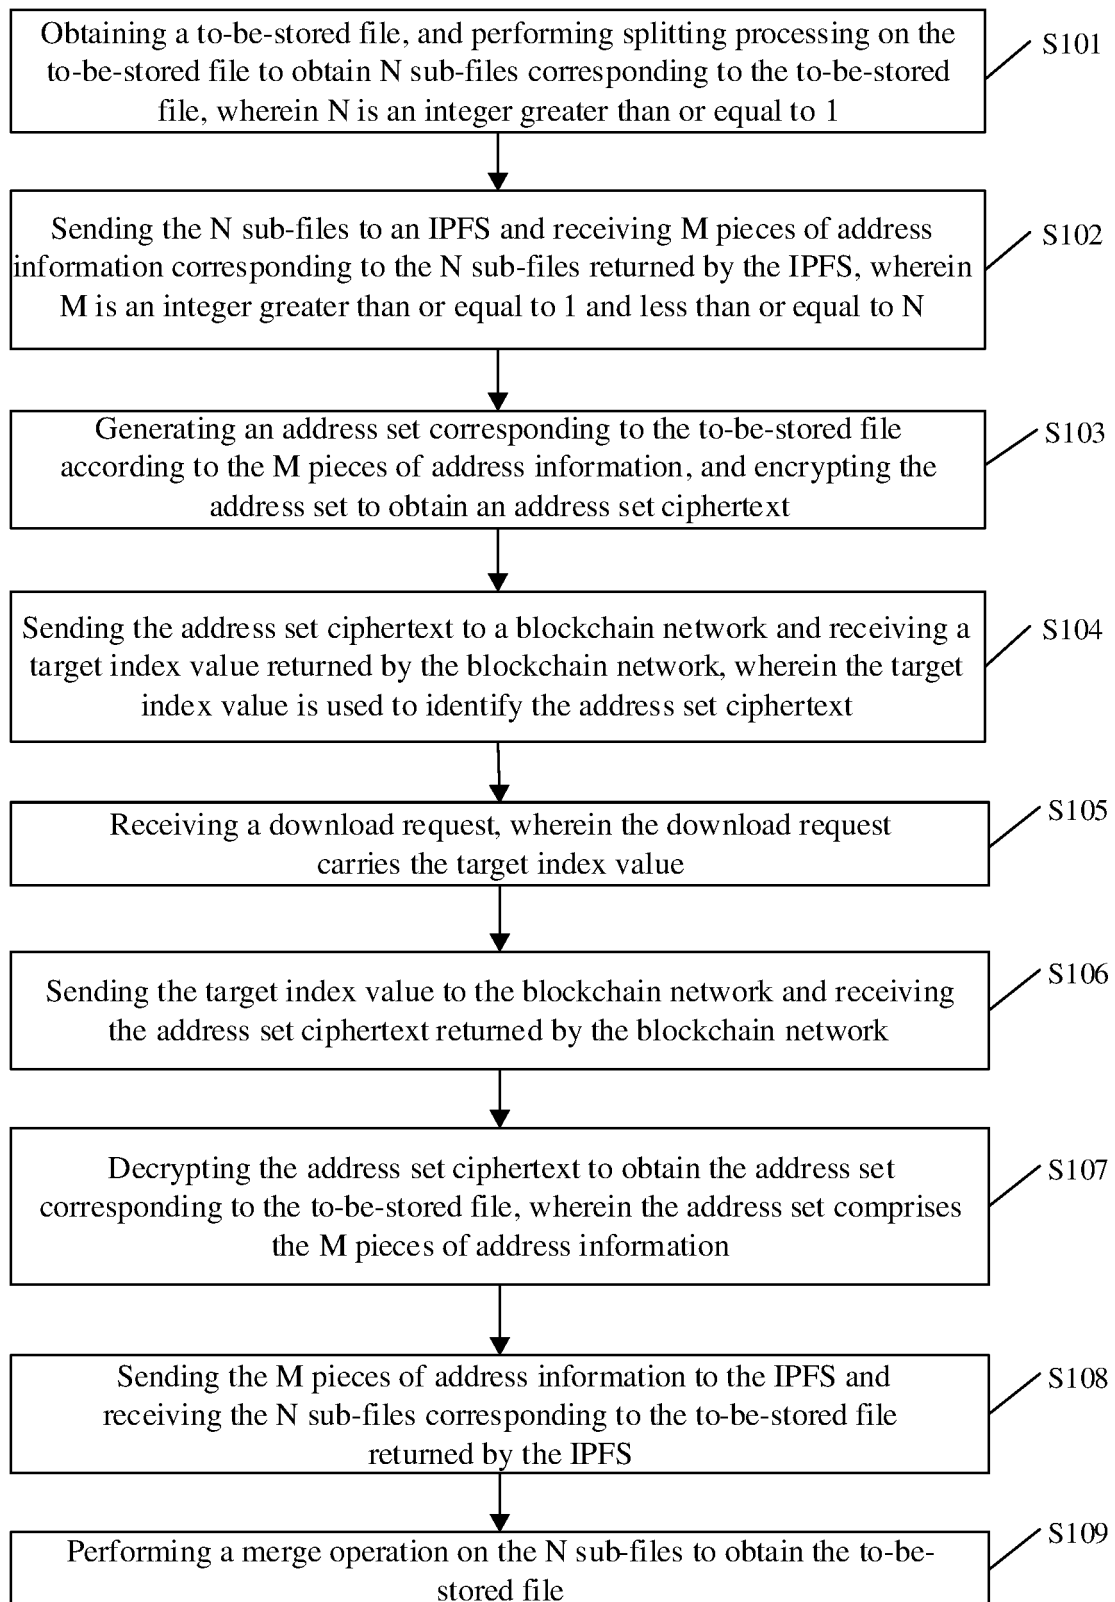 Obtaining a to-be-stored file, and performing splitting processing on the
to-be-stored file to obtain N sub-files corresponding to the to-be-stored
file, wherein N is an integer greater than or equal to 1
S101
Sending the N sub-files to an IPFS and receiving M pieces of address
information corresponding to the N sub-files returned by the IPFS, wherein
M is an integer greater than or equal to 1 and less than or equal to N
S102
Generating an address set corresponding to the to-be-stored file
according to the M pieces of address information, and encrypting the
address set to obtain an address set ciphertext
S103
Sending the address set ciphertext to a blockchain network and receiving a
target index value returned by the blockchain network, wherein the target
index value is used to identify the address set ciphertext
S104
Receiving a download request, wherein the download request
carries the target index value
S105
Sending the target index value to the blockchain network and receiving
the address set ciphertext returned by the blockchain network
S106
Decrypting the address set ciphertext to obtain the address set
corresponding to the to-be-stored file, wherein the address set comprises
the M pieces of address information
S107
Sending the M pieces of address information to the IPFS and
receiving the N sub-files corresponding to the to-be-stored file
returned by the IPFS
S108
Performing a merge operation on the N sub-files to obtain the to-be-
stored file
S109